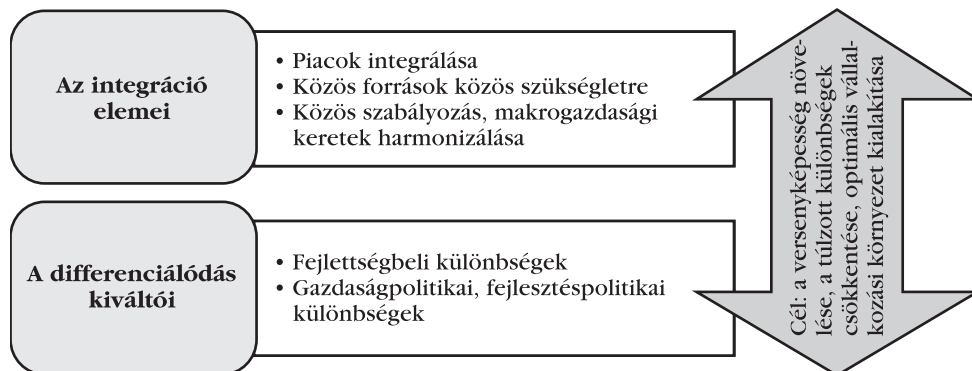 Az integráció
elemei
• Piacok integrálása
• Közös források közös szükségletre
• Közös szabályozás, makrogazdasági
keretek harmonizálása
A differenciálódás
kiváltói
• Fejlettségbeli különbségek
• Gazdaságpolitikai, fejlesztéspolitikai
különbségek
Cél: a versenyképesség növe-
lése, a túlzott különbségek
csökkentése, optimális vállal-
kozási környezet kialakítása